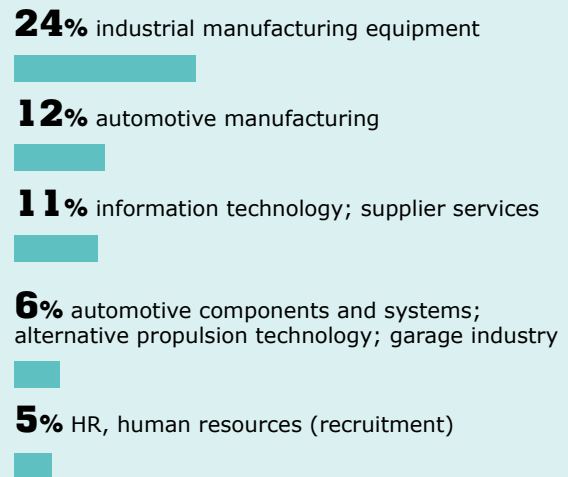 24% industrial manufacturing equipment
12% automotive manufacturing
11% information technology; supplier services
6% automotive components and systems;
alternative propulsion technology; garage industry
5% HR, human resources (recruitment)